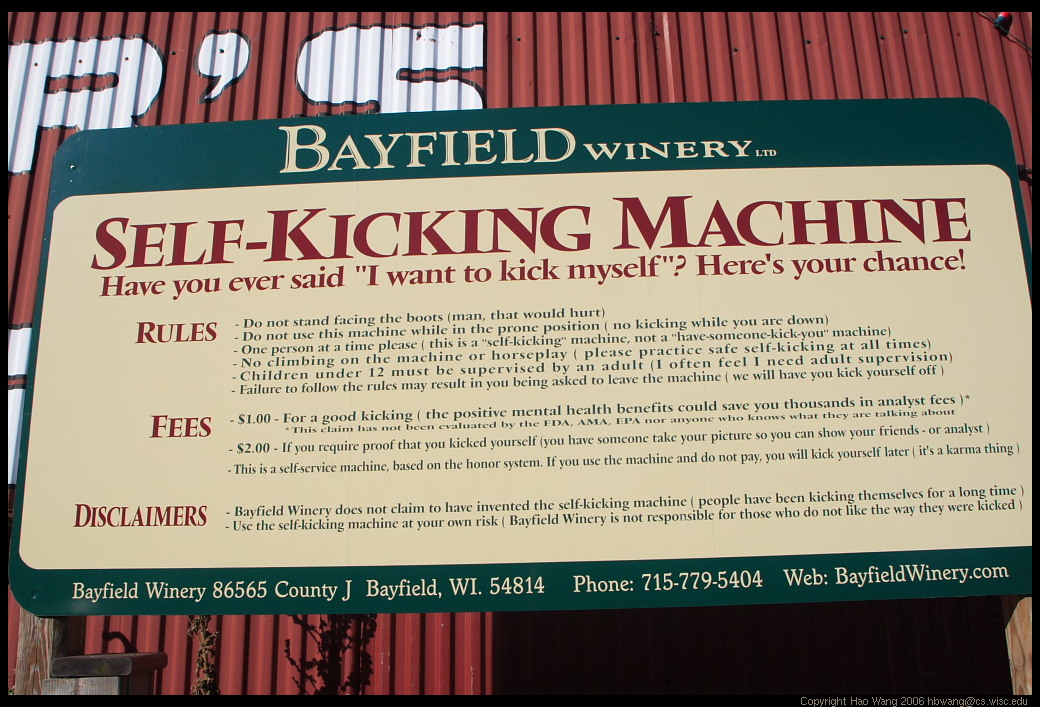 R'S
BAYFIELD WINERY LTD
SELF-KICKING MACHINE
Have you ever said "I want to kick myself"? Here's your chance!
RULES
- Do not stand facing the boots (man, that would hurt)
- Do not use this machine while in the prone position ( no kicking while you are down)
- One person at a time please ( this is a "self-kicking" machine, not a "have-someone-kick-you" machine)
- No climbing on the machine or horseplay ( please practice safe self-kicking at all times)
- Children under 12 must be supervised by an adult (I often feel I need adult supervision)
- Failure to follow the rules may result in you being asked to leave the machine ( we will have you kick yourself off )
FEES
- $1.00 - For a good kicking ( the positive mental health benefits could save you thousands in analyst fees )*
*This claim has not been evaluated by the FDA, AMA, EPA nor anyone who knows what they are talking about
- $2.00 - If you require proof that you kicked yourself (you have someone take your picture so you can show your friends - or analyst )
- This is a self-service machine, based on the honor system. If you use the machine and do not pay, you will kick yourself later ( it's a karma thing )
DISCLAIMERS
- Bayfield Winery does not claim to have invented the self-kicking machine ( people have been kicking themselves for a long time )
- Use the self-kicking machine at your own risk ( Bayfield Winery is not responsible for those who do not like the way they were kicked )
Bayfield Winery 86565 County J Bayfield, WI. 54814 Phone: 715-779-5404 Web: BayfieldWinery.com
Copyright Hao Wang 2006 hbwang@cs.wisc.edu